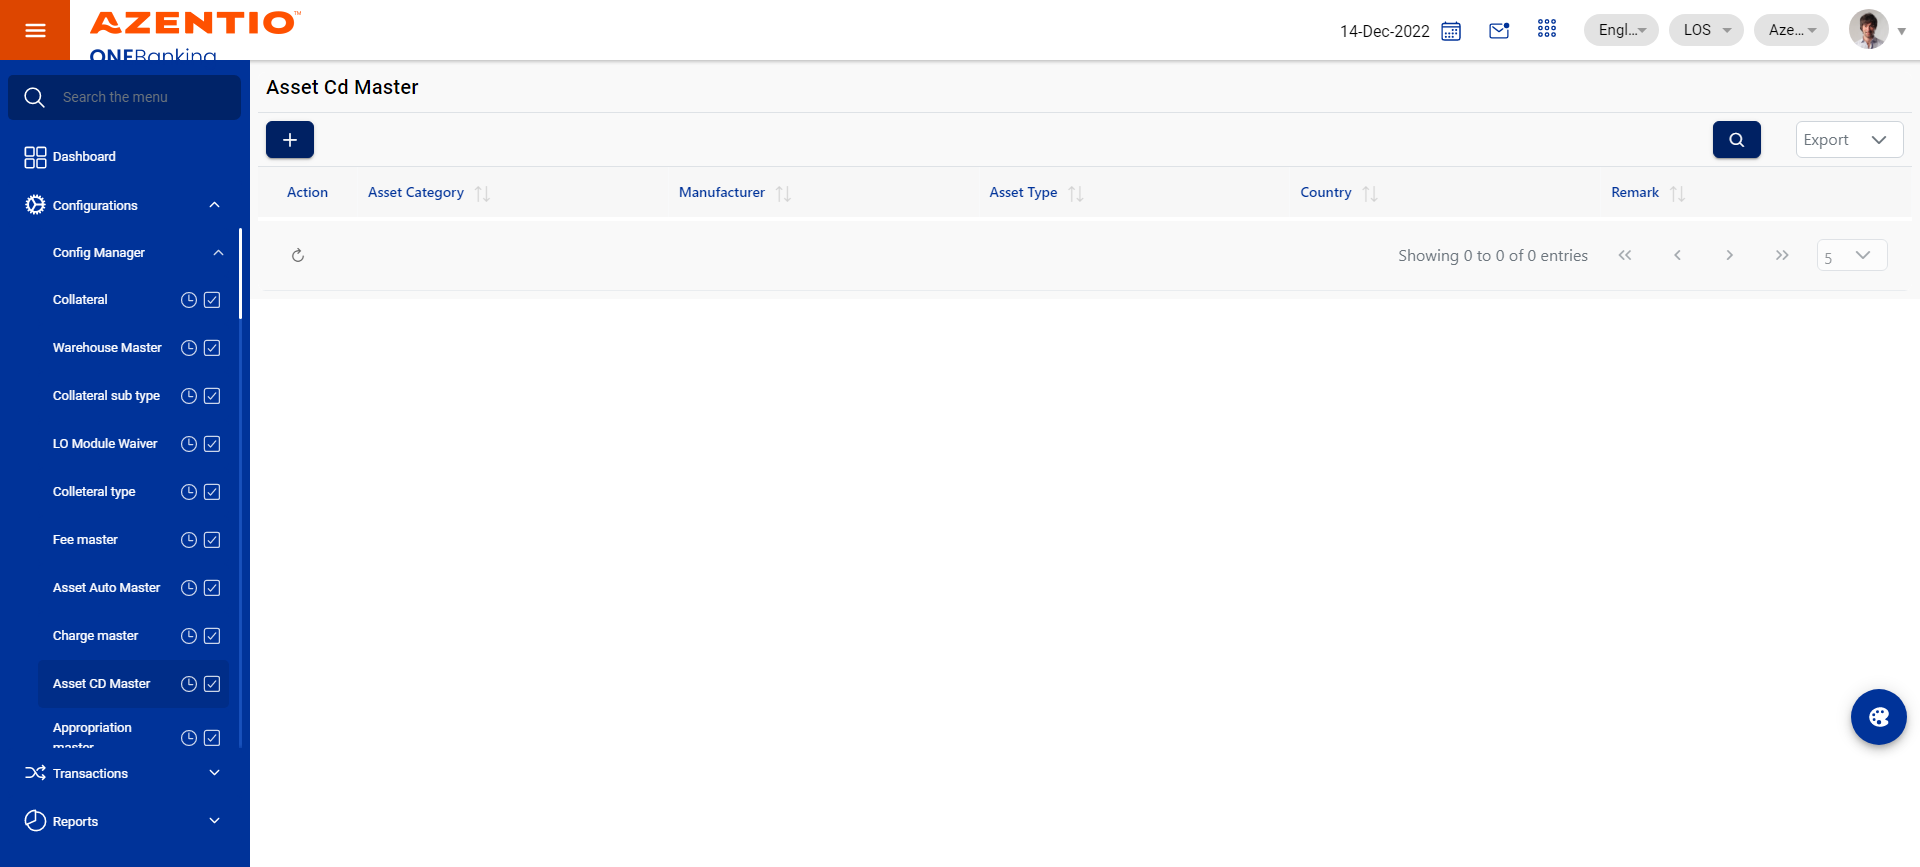 AZENTIO™
ONEBanking
14-Dec-2022
Engl...
LOS
Aze...
Search the menu
Dashboard
Configurations
Config Manager
Collateral
Warehouse Master
Collateral sub type
LO Module Waiver
Colleteral type
Fee master
Asset Auto Master
Charge master
Asset CD Master
Appropriation
master
Transactions
Reports
Asset Cd Master
Export
Action
Asset Category
Manufacturer
Asset Type
Country
Remark
Showing 0 to 0 of 0 entries
5